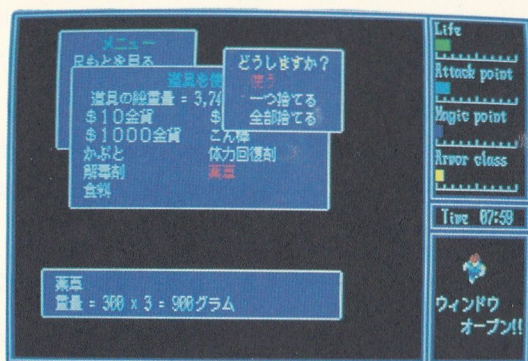 メニュー
足もとを見る
道具を使
道具の総重量 = 3,74
$10金貨
$
$1000金貨
こん棒
かぶと
体力回復剤
解毒剤
薬草
食料
どうしますか?
使う
一つ捨てる
全部捨てる
薬草
重量 = 300 x 3 = 900グラム
Life
Attack point
Magic point
Armor class
Time 07:59
ウィンドウ
オープン!!